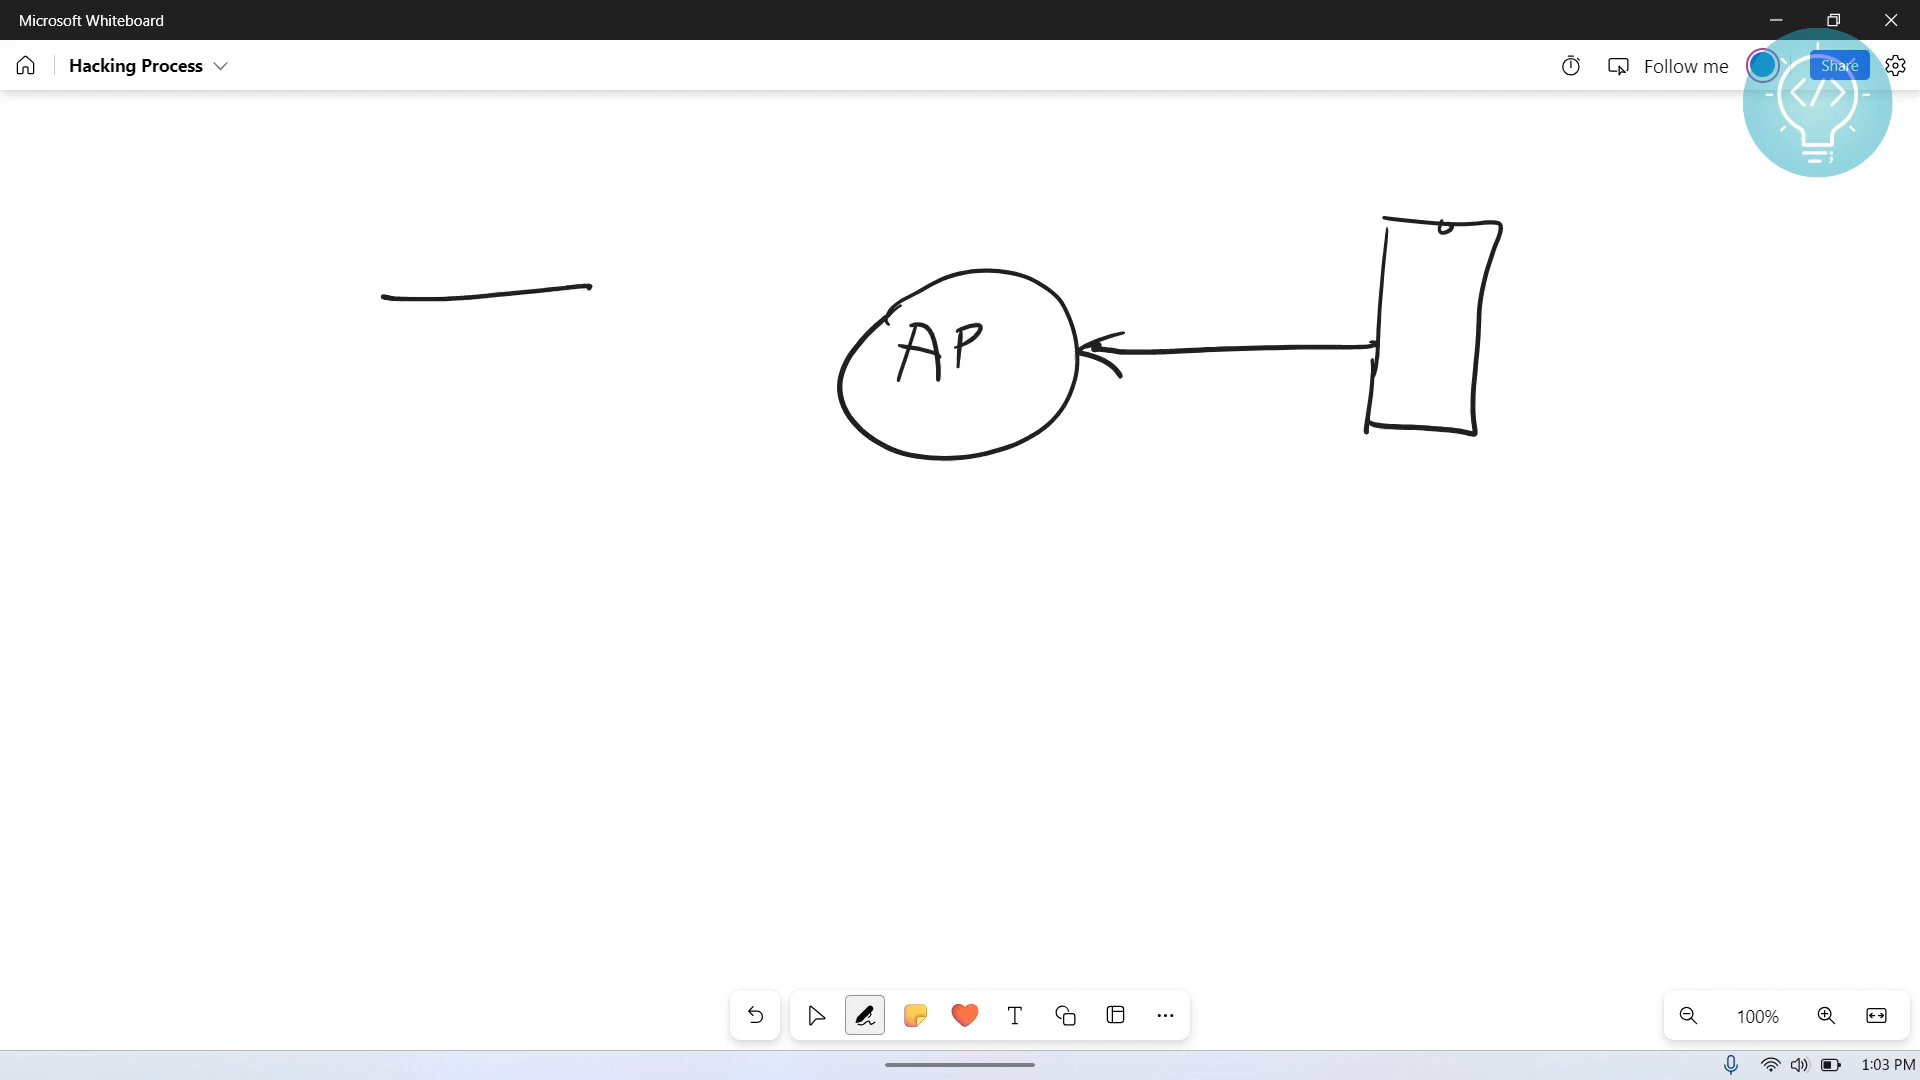 Microsoft Whiteboard
Hacking Process
Follow me
Share
AP
100%
1:03 PM